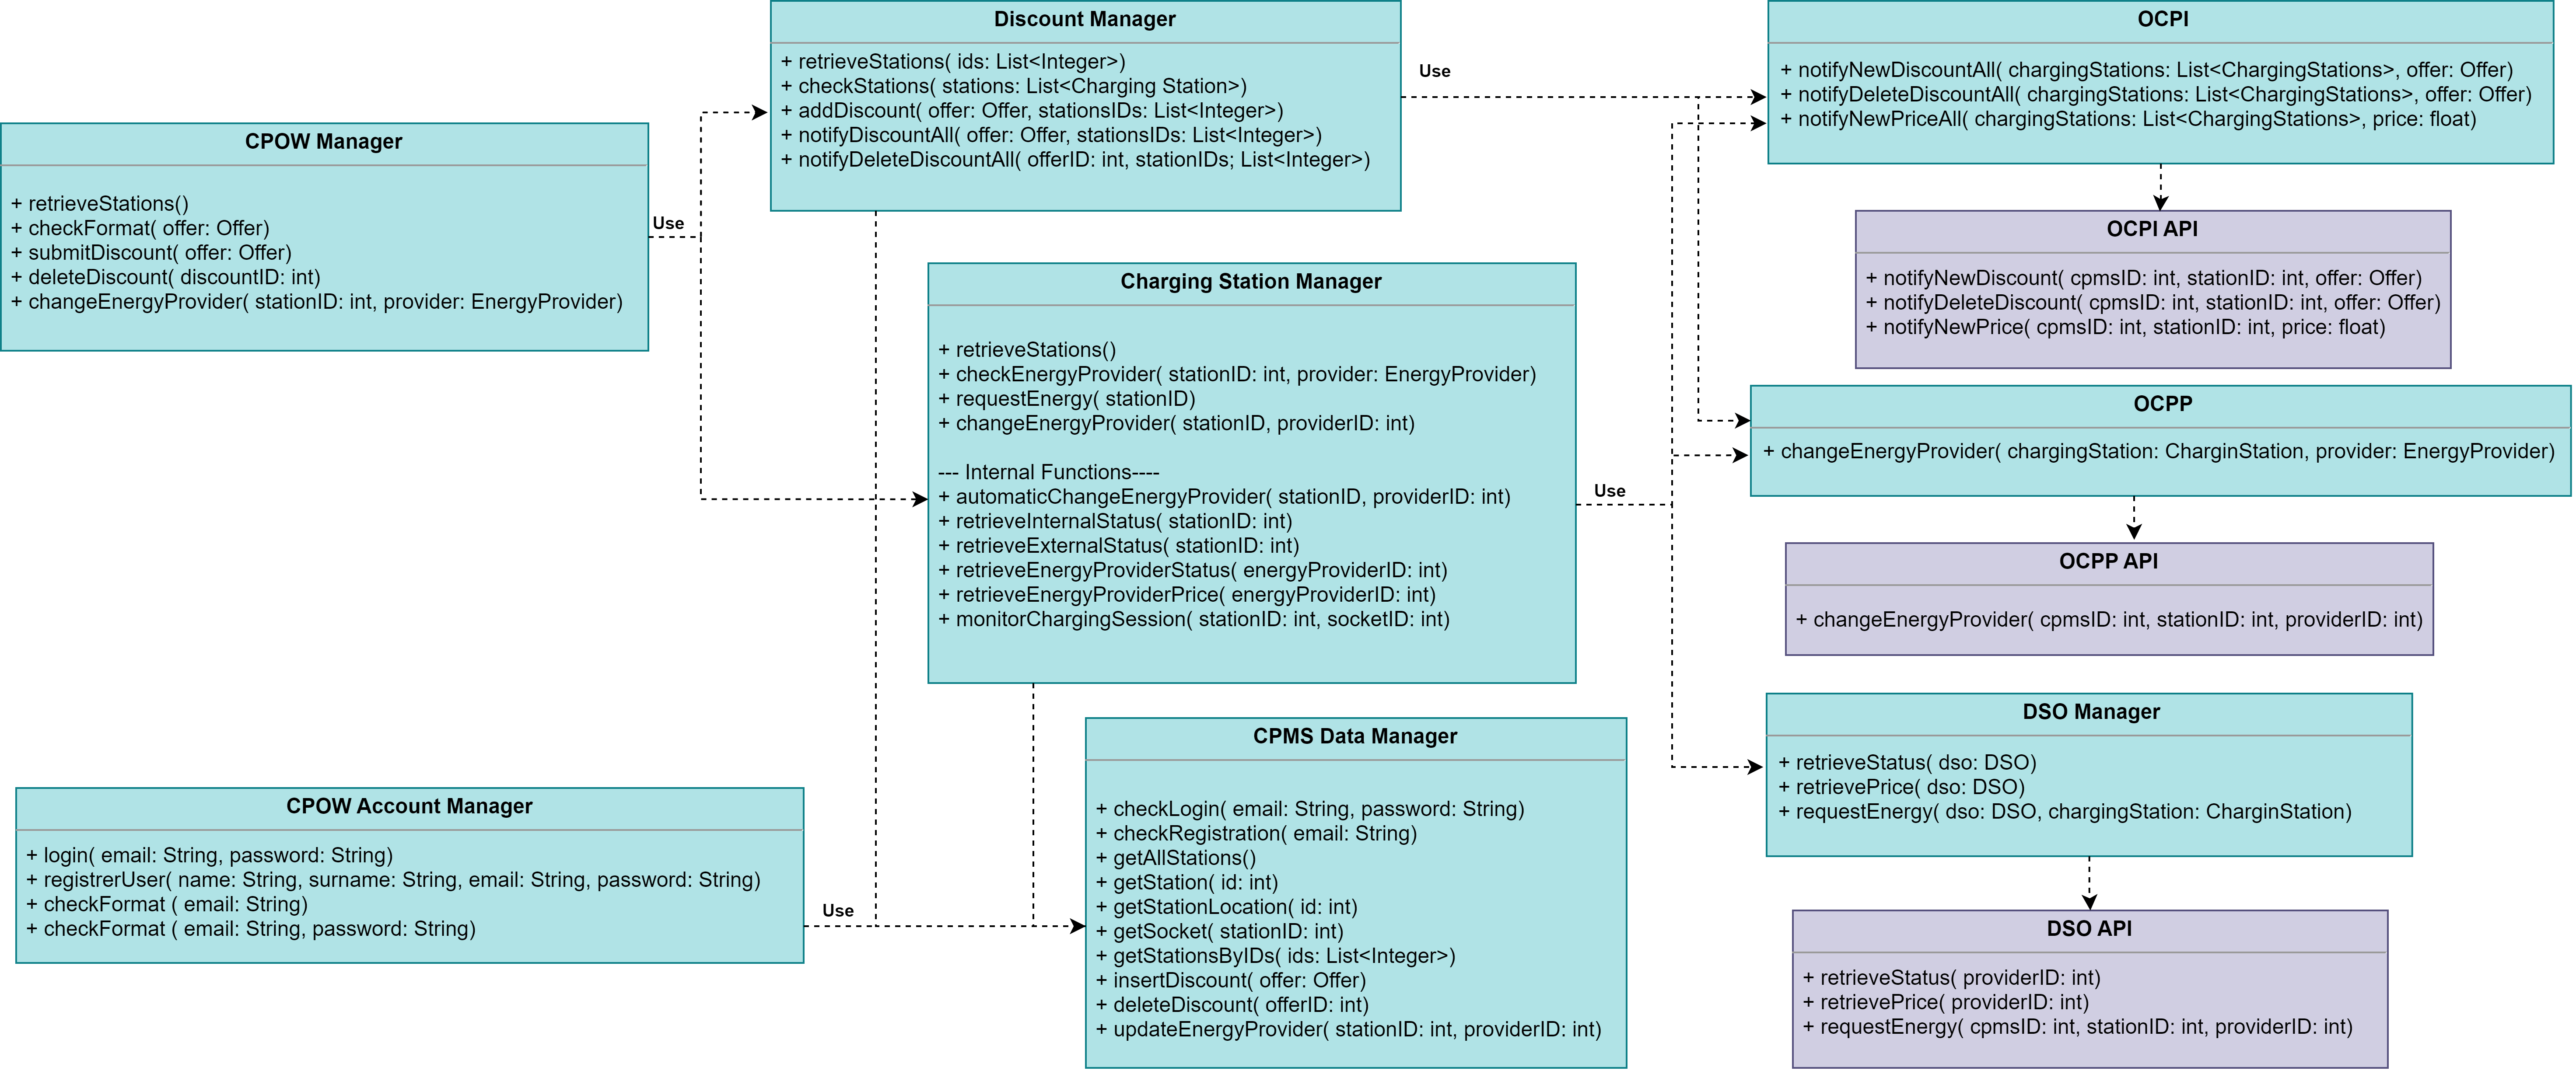 Discount Manager
+ retrieveStations( ids: List<Integer>)
+ checkStations( stations: List<Charging Station>)
+ addDiscount( offer: Offer, stationsIDs: List<Integer>)
+ notifyDiscountAll( offer: Offer, stationsIDs: List<Integer>)
+ notifyDeleteDiscountAll( offerID: int, stationIDs; List<Integer>)
Use
OCPI
+ notifyNewDiscountAll( chargingStations: List<ChargingStations>, offer: Offer)
+ notifyDeleteDiscountAll( chargingStations: List<ChargingStations>, offer: Offer)
+ notifyNewPriceAll( chargingStations: List<ChargingStations>, price: float)
CPOW Manager
+ retrieveStations()
+ checkFormat( offer: Offer)
+ submitDiscount( offer: Offer)
+ deleteDiscount( discountID: int)
+ changeEnergyProvider( stationID: int, provider: EnergyProvider)
Use
OCPI API
+ notifyNewDiscount( cpmsID: int, stationID: int, offer: Offer)
+ notifyDeleteDiscount( cpmsID: int, stationID: int, offer: Offer)
+ notifyNewPrice( cpmsID: int, stationID: int, price: float)
Charging Station Manager
+ retrieveStations()
+ checkEnergyProvider( stationID: int, provider: EnergyProvider)
+ requestEnergy( stationID)
+ changeEnergyProvider( stationID, providerID: int)
--- Internal Functions----
+ automaticChangeEnergyProvider( stationID, providerID: int)
+ retrieveInternalStatus( stationID: int)
+ retrieveExternalStatus( stationID: int)
+ retrieveEnergyProviderStatus( energyProviderID: int)
+ retrieveEnergyProviderPrice( energyProviderID: int)
+ monitorChargingSession( stationID: int, socketID: int)
Use
OCPP
+ changeEnergyProvider( chargingStation: CharginStation, provider: EnergyProvider)
OCPP API
+ changeEnergyProvider( cpmsID: int, stationID: int, providerID: int)
DSO Manager
+ retrieveStatus( dso: DSO)
+ retrievePrice( dso: DSO)
+ requestEnergy( dso: DSO, chargingStation: CharginStation)
CPOW Account Manager
+ login( email: String, password: String)
+ registrerUser( name: String, surname: String, email: String, password: String)
+ checkFormat ( email: String)
+ checkFormat ( email: String, password: String)
Use
CPMS Data Manager
+ checkLogin( email: String, password: String)
+ checkRegistration( email: String)
+ getAllStations()
+ getStation( id: int)
+ getStationLocation( id: int)
+ getSocket( stationID: int)
+ getStationsByIDs( ids: List<Integer>)
+ insertDiscount( offer: Offer)
+ deleteDiscount( offerID: int)
+ updateEnergyProvider( stationID: int, providerID: int)
DSO API
+ retrieveStatus( providerID: int)
+ retrievePrice( providerID: int)
+ requestEnergy( cpmsID: int, stationID: int, providerID: int)